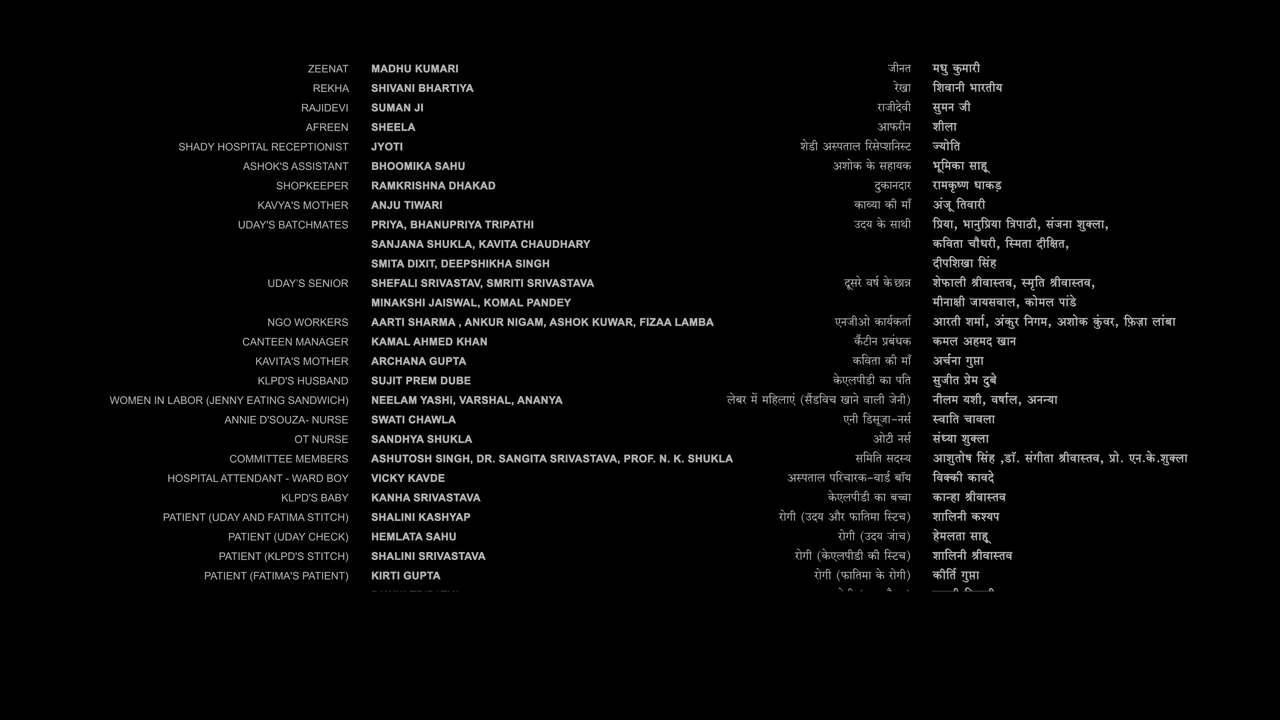 ZEENAT MADHU KUMARI जीनत मधु कुमारी
REKHA SHIVANI BHARTIYA रेखा शिवानी भारतीय
RAJIDEVI SUMAN JI राजीदेवी सुमन जी
AFREEN SHEELA आफरीन शीला
SHADY HOSPITAL RECEPTIONIST JYOTI शेडी अस्पताल रिसेप्शनिस्ट ज्योति
ASHOK'S ASSISTANT BHOOMIKA SAHU अशोक के सहायक भूमिका साहू
SHOPKEEPER RAMKRISHNA DHAKAD दुकानदार रामकृष्ण धाकड़
KAVYA'S MOTHER ANJU TIWARI काव्या की माँ अंजू तिवारी
UDAY'S BATCHMATES PRIYA, BHANUPRIYA TRIPATHI उदय के साथी प्रिया, भानुप्रिया त्रिपाठी, संजना शुक्ला,
SANJANA SHUKLA, KAVITA CHAUDHARY कविता चौधरी, स्मिता दीक्षित,
SMITA DIXIT, DEEPSHIKHA SINGH दीपशिखा सिंह
UDAY'S SENIOR SHEFALI SRIVASTAV, SMRITI SRIVASTAVA दूसरे वर्ष के छात्र शेफाली श्रीवास्तव, स्मृति श्रीवास्तव,
MINAKSHI JAISWAL, KOMAL PANDEY मीनाक्षी जायसवाल, कोमल पांडे
NGO WORKERS AARTI SHARMA , ANKUR NIGAM, ASHOK KUWAR, FIZAA LAMBA एनजीओ कार्यकर्ता आरती शर्मा, अंकुर निगम, अशोक कुंवर, फ़िज़ा लांबा
CANTEEN MANAGER KAMAL AHMED KHAN कैंटीन प्रबंधक कमल अहमद खान
KAVITA'S MOTHER ARCHANA GUPTA कविता की माँ अर्चना गुप्ता
KLPD'S HUSBAND SUJIT PREM DUBE केएलपीडी का पति सुजीत प्रेम दुबे
WOMEN IN LABOR (JENNY EATING SANDWICH) NEELAM YASHi, VARSHAL, ANANYA लेबर में महिलाएं (सैंडविच खाने वाली जेनी) नीलम यशी, वर्षाल, अनन्या
ANNIE D'SOUZA- NURSE SWATI CHAWLA एनी डिसूजा-नर्स स्वाति चावला
OT NURSE SANDHYA SHUKLA ओटी नर्स संध्या शुक्ला
COMMITTEE MEMBERS ASHUTOSH SINGH, DR. SANGITA SRIVASTAVA, PROF. N. K. SHUKLA समिति सदस्य आशुतोष सिंह ,डॉ. संगीता श्रीवास्तव, प्रो. एन.के.शुक्ला
HOSPITAL ATTENDANT - WARD BOY VICKY KAVDE अस्पताल परिचारक-वार्ड बॉय विक्की कावदे
KLPD'S BABY KANHA SRIVASTAVA केएलपीडी का बच्चा कान्हा श्रीवास्तव
PATIENT (UDAY AND FATIMA STITCH) SHALINI KASHYAP रोगी (उदय और फातिमा स्टिच) शालिनी कश्यप
PATIENT (UDAY CHECK) HEMLATA SAHU रोगी (उदय जांच) हेमलता साहू
PATIENT (KLPD'S STITCH) SHALINI SRIVASTAVA रोगी (केएलपीडी की स्टिच) शालिनी श्रीवास्तव
PATIENT (FATIMA'S PATIENT) KIRTI GUPTA रोगी (फातिमा के रोगी) कीर्ति गुप्ता